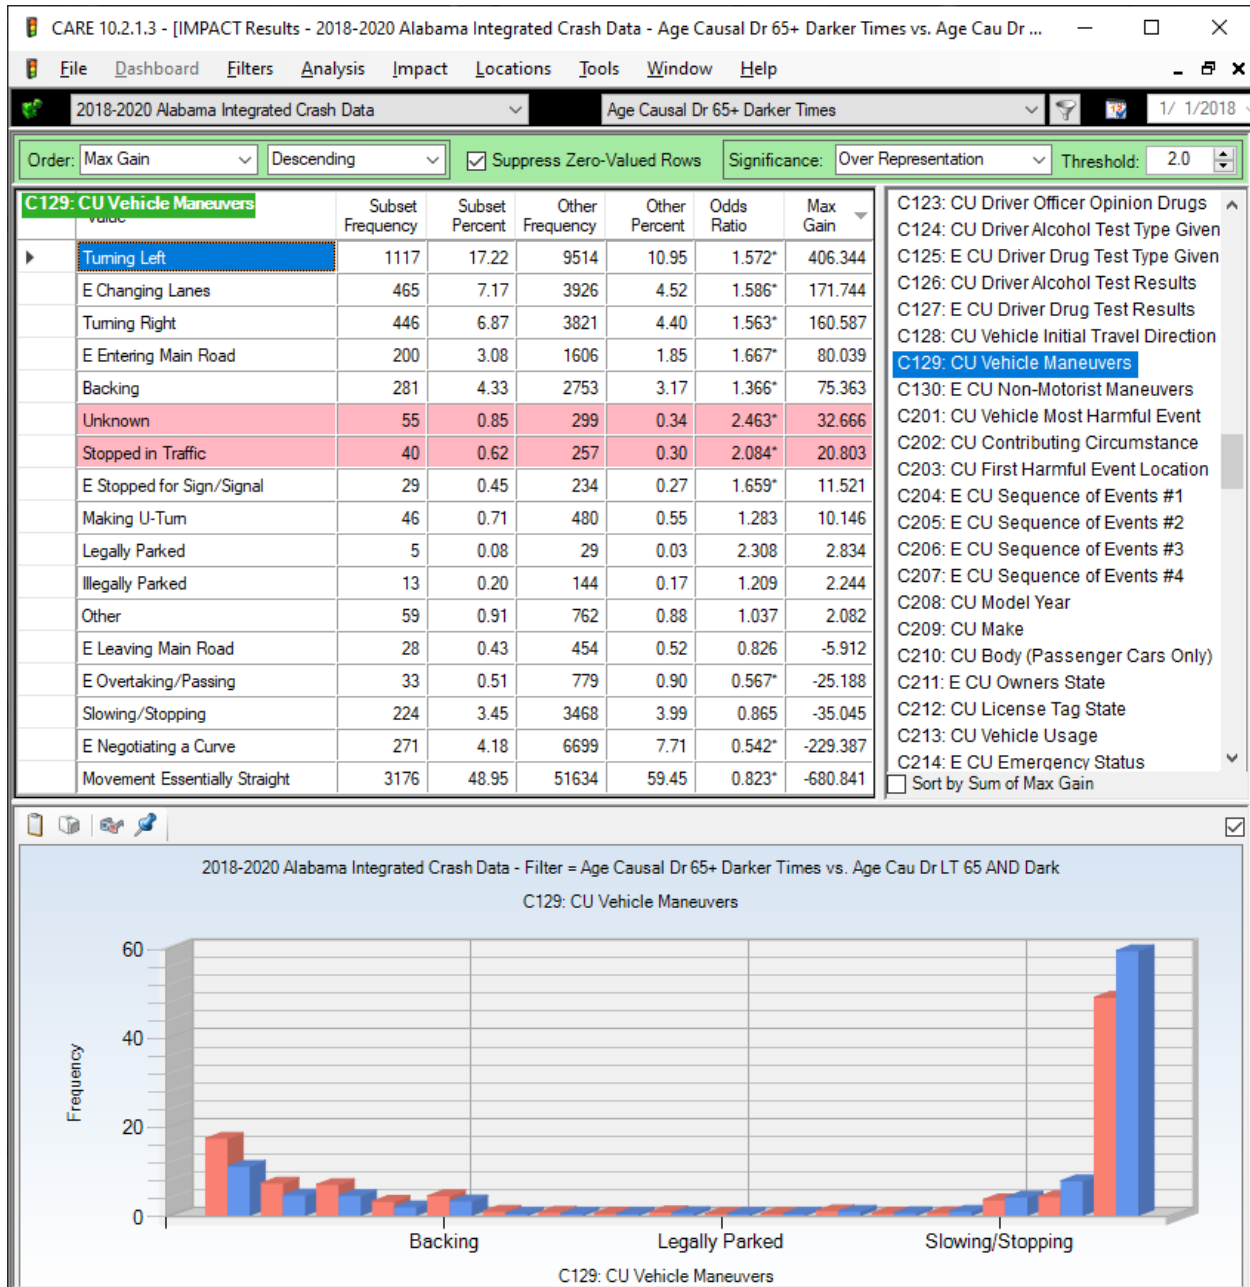 CARE 10.2.1.3 - [IMPACT Results - 2018-2020 Alabama Integrated Crash Data - Age Causal Dr 65+ Darker Times vs. Age Cau Dr ...
File Dashboard Filters Analysis Impact Locations Tools Window Help
2018-2020 Alabama Integrated Crash Data Age Causal Dr 65+ Darker Times 1/ 1/2018
Order: Max Gain Descending Suppress Zero-Valued Rows Significance: Over Representation Threshold: 2.0
C129: CU Vehicle Maneuvers
Value Subset Frequency Subset Percent Other Frequency Other Percent Odds Ratio Max Gain
Turning Left 1117 17.22 9514 10.95 1.572* 406.344
E Changing Lanes 465 7.17 3926 4.52 1.586* 171.744
Turning Right 446 6.87 3821 4.40 1.563* 160.587
E Entering Main Road 200 3.08 1606 1.85 1.667* 80.039
Backing 281 4.33 2753 3.17 1.366* 75.363
Unknown 55 0.85 299 0.34 2.463* 32.666
Stopped in Traffic 40 0.62 257 0.30 2.084* 20.803
E Stopped for Sign/Signal 29 0.45 234 0.27 1.659* 11.521
Making U-Turn 46 0.71 480 0.55 1.283 10.146
Legally Parked 5 0.08 29 0.03 2.308 2.834
Illegally Parked 13 0.20 144 0.17 1.209 2.244
Other 59 0.91 762 0.88 1.037 2.082
E Leaving Main Road 28 0.43 454 0.52 0.826 -5.912
E Overtaking/Passing 33 0.51 779 0.90 0.567* -25.188
Slowing/Stopping 224 3.45 3468 3.99 0.865 -35.045
E Negotiating a Curve 271 4.18 6699 7.71 0.542* -229.387
Movement Essentially Straight 3176 48.95 51634 59.45 0.823* -680.841
C123: CU Driver Officer Opinion Drugs
C124: CU Driver Alcohol Test Type Given
C125: E CU Driver Drug Test Type Given
C126: CU Driver Alcohol Test Results
C127: E CU Driver Drug Test Results
C128: CU Vehicle Initial Travel Direction
C129: CU Vehicle Maneuvers
C130: E CU Non-Motorist Maneuvers
C201: CU Vehicle Most Harmful Event
C202: CU Contributing Circumstance
C203: CU First Harmful Event Location
C204: E CU Sequence of Events #1
C205: E CU Sequence of Events #2
C206: E CU Sequence of Events #3
C207: E CU Sequence of Events #4
C208: CU Model Year
C209: CU Make
C210: CU Body (Passenger Cars Only)
C211: E CU Owners State
C212: CU License Tag State
C213: CU Vehicle Usage
C214: E CU Emergency Status
Sort by Sum of Max Gain
2018-2020 Alabama Integrated Crash Data - Filter = Age Causal Dr 65+ Darker Times vs. Age Cau Dr LT 65 AND Dark
C129: CU Vehicle Maneuvers
Frequency
60
40
20
0
Backing Legally Parked Slowing/Stopping
C129: CU Vehicle Maneuvers